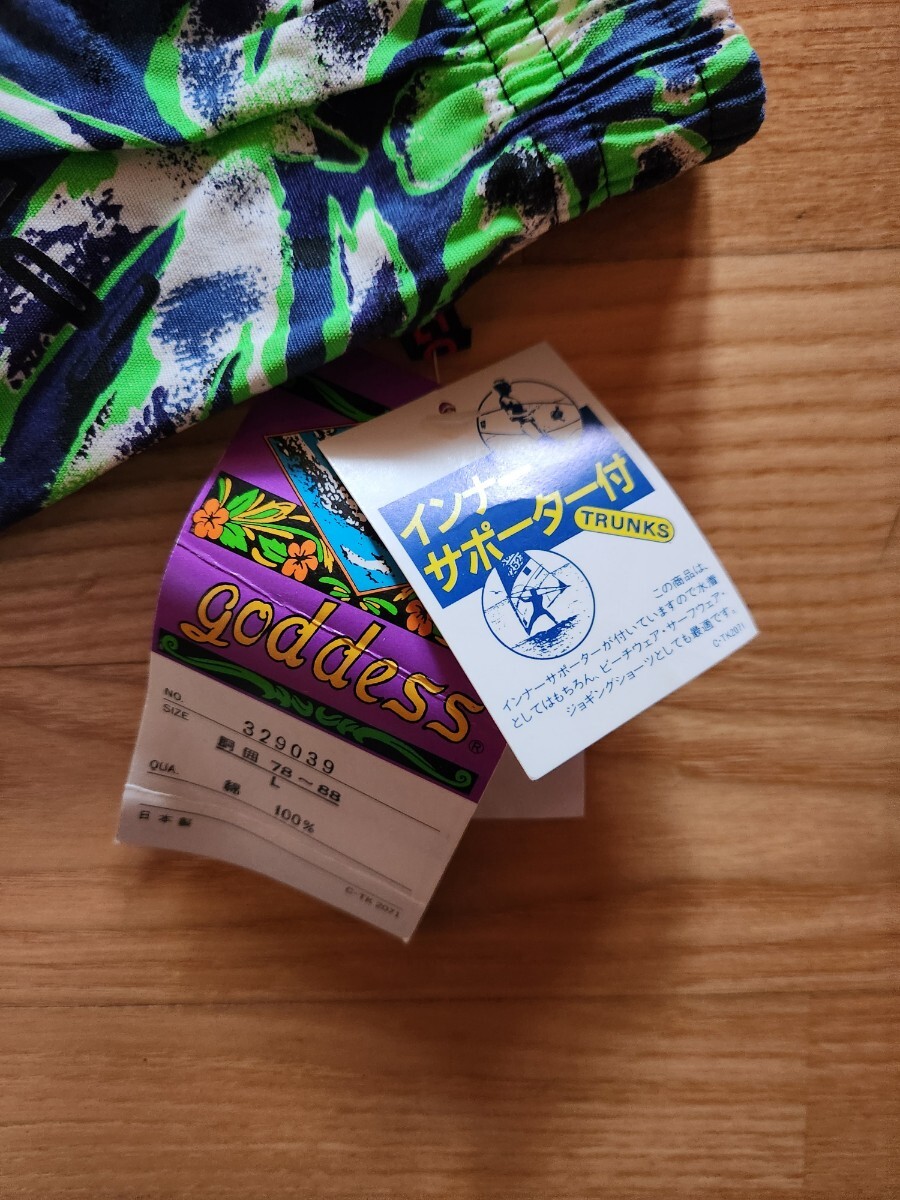 goddess®
NO. 329039
SIZE 胴囲 78～88
L
QUA. 綿 100%
日本製
C-TK 2071
インナー
サポーター付
TRUNKS
この商品は、
インナーサポーターが付いていますので水着
としてはもちろん、ビーチウェア・サーフウェア・
ジョギングショーツとしても最適です。
C-TK2071